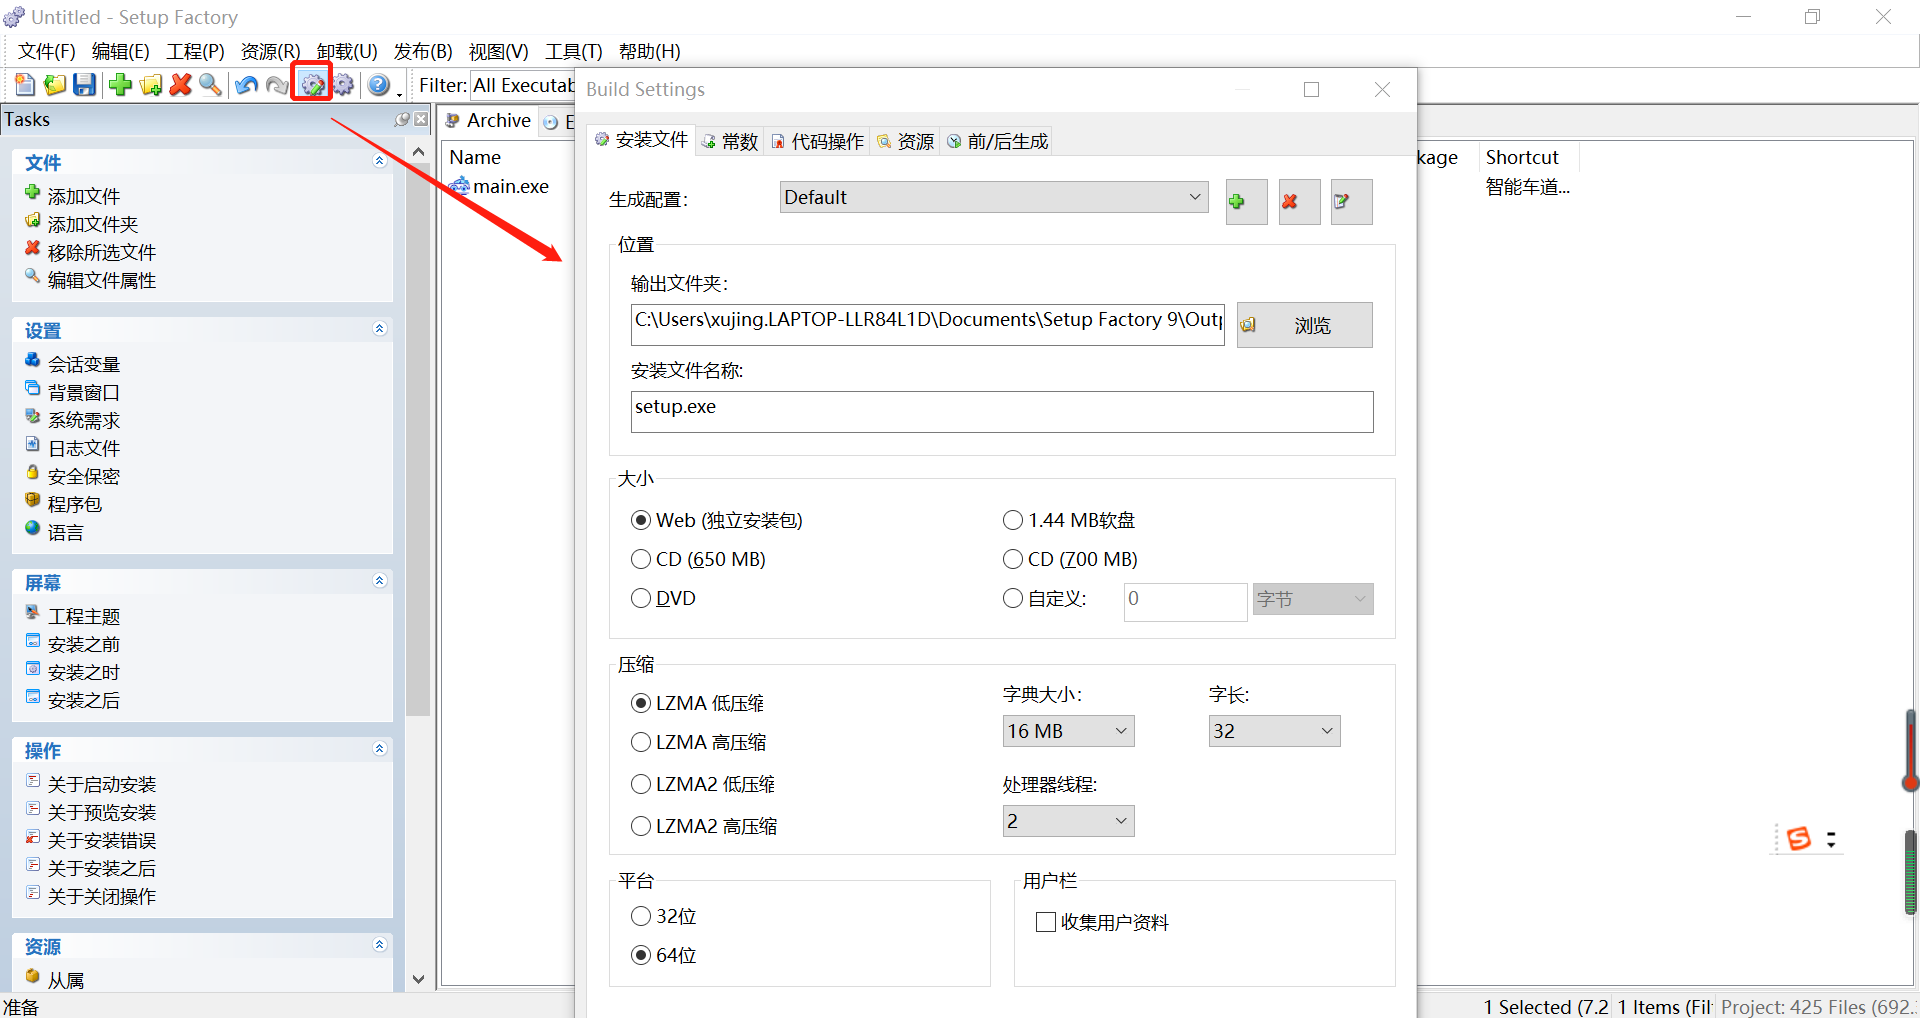 Untitled - Setup Factory
文件(F) 编辑(E) 工程(P) 资源(R) 卸载(U) 发布(B) 视图(V) 工具(T) 帮助(H)
Filter: All Executab
Tasks
文件
添加文件
添加文件夹
移除所选文件
编辑文件属性
设置
会话变量
背景窗口
系统需求
日志文件
安全保密
程序包
语言
屏幕
工程主题
安装之前
安装之时
安装之后
操作
关于启动安装
关于预览安装
关于安装错误
关于安装之后
关于关闭操作
资源
从属
准备
Archive E
Name
main.exe
kage Shortcut
智能车道...
Build Settings
安装文件 常数 代码操作 资源 前/后生成
生成配置: Default
位置
输出文件夹:
C:\Users\xujing.LAPTOP-LLR84L1D\Documents\Setup Factory 9\Outp
浏览
安装文件名称:
setup.exe
大小
Web (独立安装包) 1.44 MB软盘
CD (650 MB) CD (700 MB)
DVD 自定义: 0 字节
压缩
LZMA 低压缩
LZMA 高压缩
LZMA2 低压缩
LZMA2 高压缩
字典大小: 字长:
16 MB 32
处理器线程:
2
平台
32位
64位
用户栏
收集用户资料
1 Selected (7.2 1 Items (Fil Project: 425 Files (692.